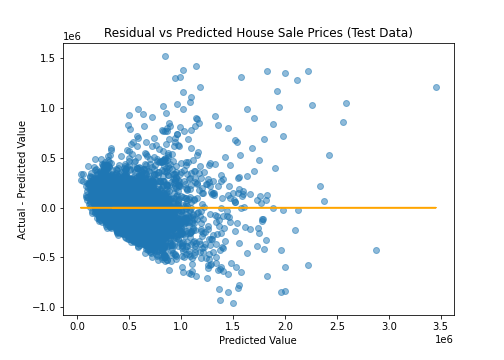 Residual vs Predicted House Sale Prices (Test Data)
1e6
1.5
1.0
0.5
0.0
−0.5
−1.0
Actual - Predicted Value
0.0 0.5 1.0 1.5 2.0 2.5 3.0 3.5
1e6
Predicted Value